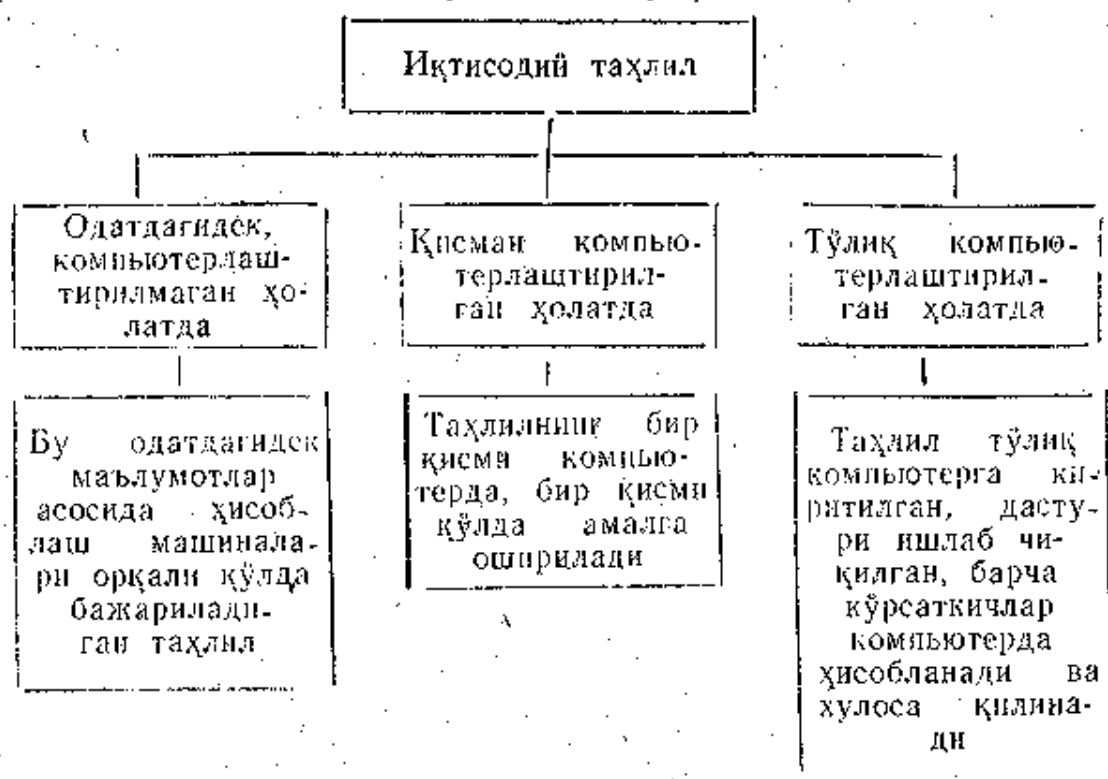 Иқтисодий таҳлил
Одатдагидек,
компьютерлаш-
тирилмаган ҳо-
латда
Қисман компью-
терлаштирил-
ган ҳолатда
Тўлиқ компью-
терлаштирил-
ган ҳолатда
Бу одатдагидек
маълумотлар
асосида ҳисоб-
лаш машинала-
ри орқали қўлда
бажарилади-
ган таҳлил
Таҳлилнинг бир
қисми компью-
терда, бир қисми
қўлда амалга
оширилади
Таҳлил тўлиқ
компьютерга ки-
ритилган, дасту-
ри ишлаб чи-
қилган, барча
кўрсаткичлар
компьютерда
ҳисобланади ва
хулоса қилина-
ди